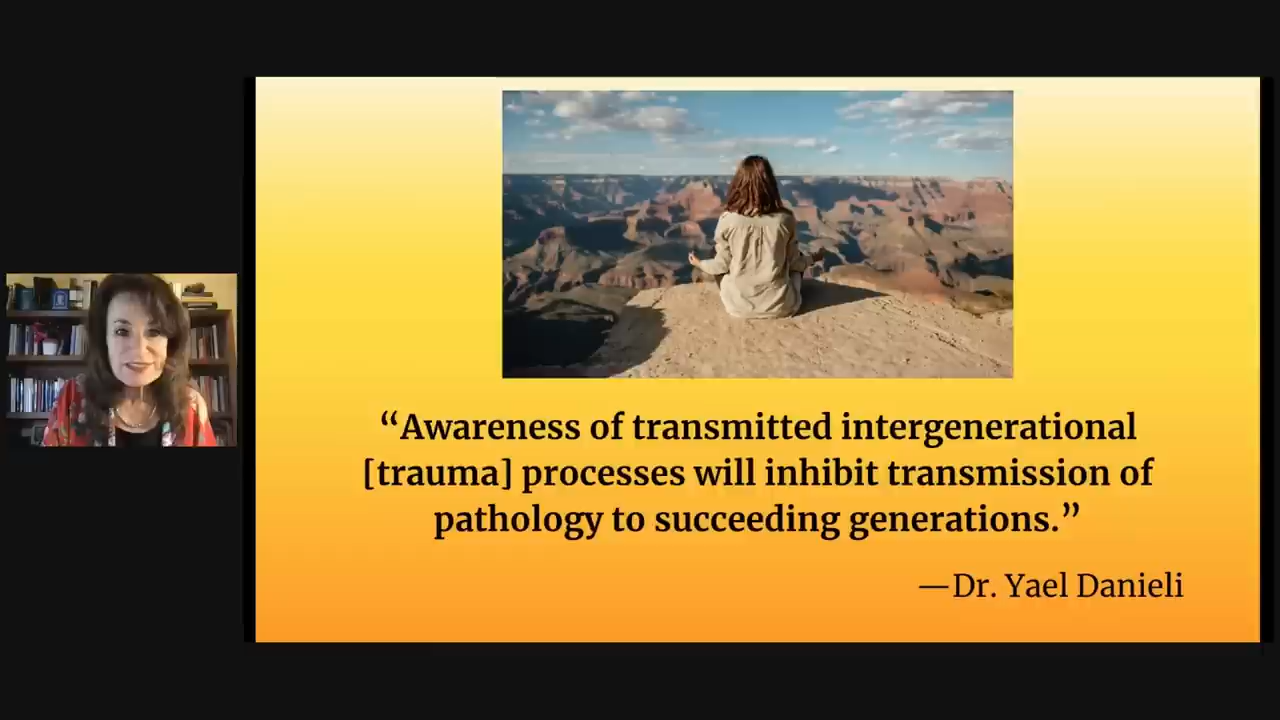 “Awareness of transmitted intergenerational
[trauma] processes will inhibit transmission of
pathology to succeeding generations.”
—Dr. Yael Danieli